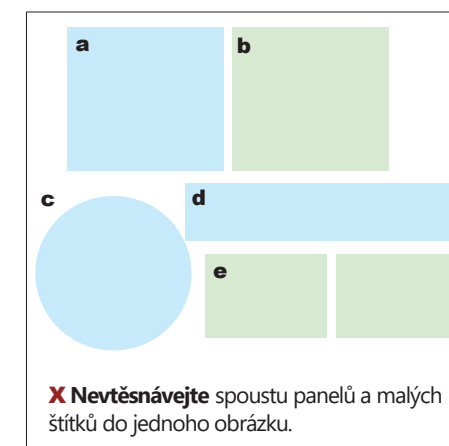 a
b
c
d
e
X Nevtěsnávejte spoustu panelů a malých
štítků do jednoho obrázku.